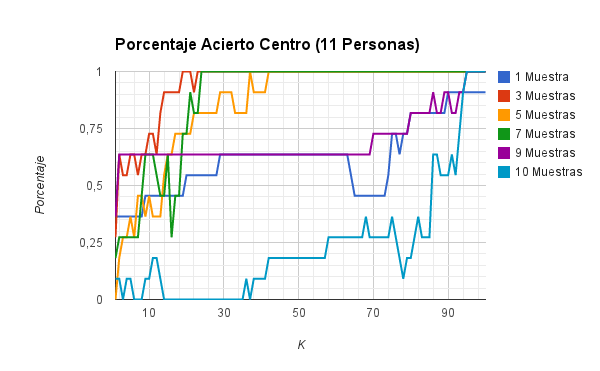 Porcentaje Acierto Centro (11 Personas)
1
0,75
0,5
0,25
0
Porcentaje
10
30
50
70
90
K
1 Muestra
3 Muestras
5 Muestras
7 Muestras
9 Muestras
10 Muestras